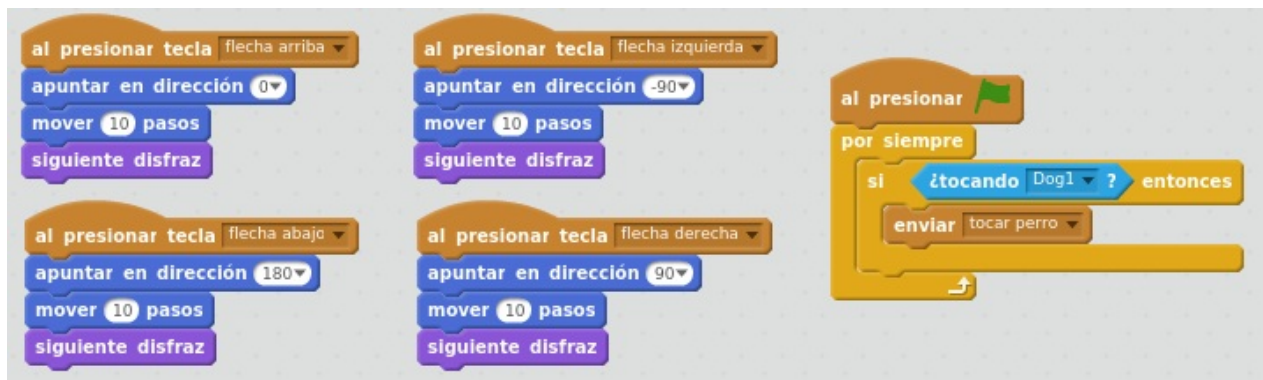 al presionar tecla flecha arriba
apuntar en dirección 0
mover 10 pasos
siguiente disfraz
al presionar tecla flecha izquierda
apuntar en dirección -90
mover 10 pasos
siguiente disfraz
al presionar tecla flecha abajo
apuntar en dirección 180
mover 10 pasos
siguiente disfraz
al presionar tecla flecha derecha
apuntar en dirección 90
mover 10 pasos
siguiente disfraz
al presionar
por siempre
si ¿tocando Dog1 ? entonces
enviar tocar perro